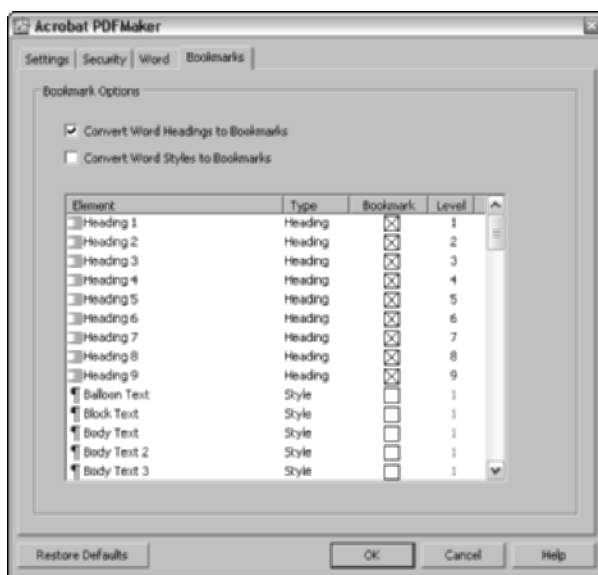 Acrobat PDFMaker
Settings Security Word Bookmarks
Bookmark Options
Convert Word Headings to Bookmarks
Convert Word Styles to Bookmarks
Element Type Bookmark Level
Heading 1 Heading 1
Heading 2 Heading 2
Heading 3 Heading 3
Heading 4 Heading 4
Heading 5 Heading 5
Heading 6 Heading 6
Heading 7 Heading 7
Heading 8 Heading 8
Heading 9 Heading 9
¶ Balloon Text Style 1
¶ Block Text Style 1
¶ Body Text Style 1
¶ Body Text 2 Style 1
¶ Body Text 3 Style 1
Restore Defaults OK Cancel Help